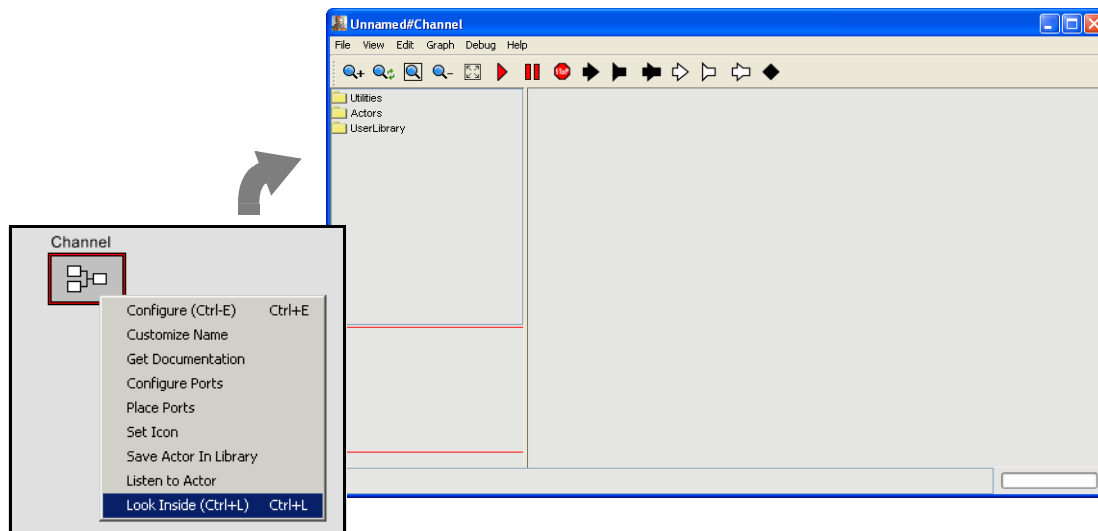 Unnamed#Channel
File View Edit Graph Debug Help
STOP
Utilities
Actors
UserLibrary
Channel
Configure (Ctrl-E) Ctrl+E
Customize Name
Get Documentation
Configure Ports
Place Ports
Set Icon
Save Actor In Library
Listen to Actor
Look Inside (Ctrl+L) Ctrl+L